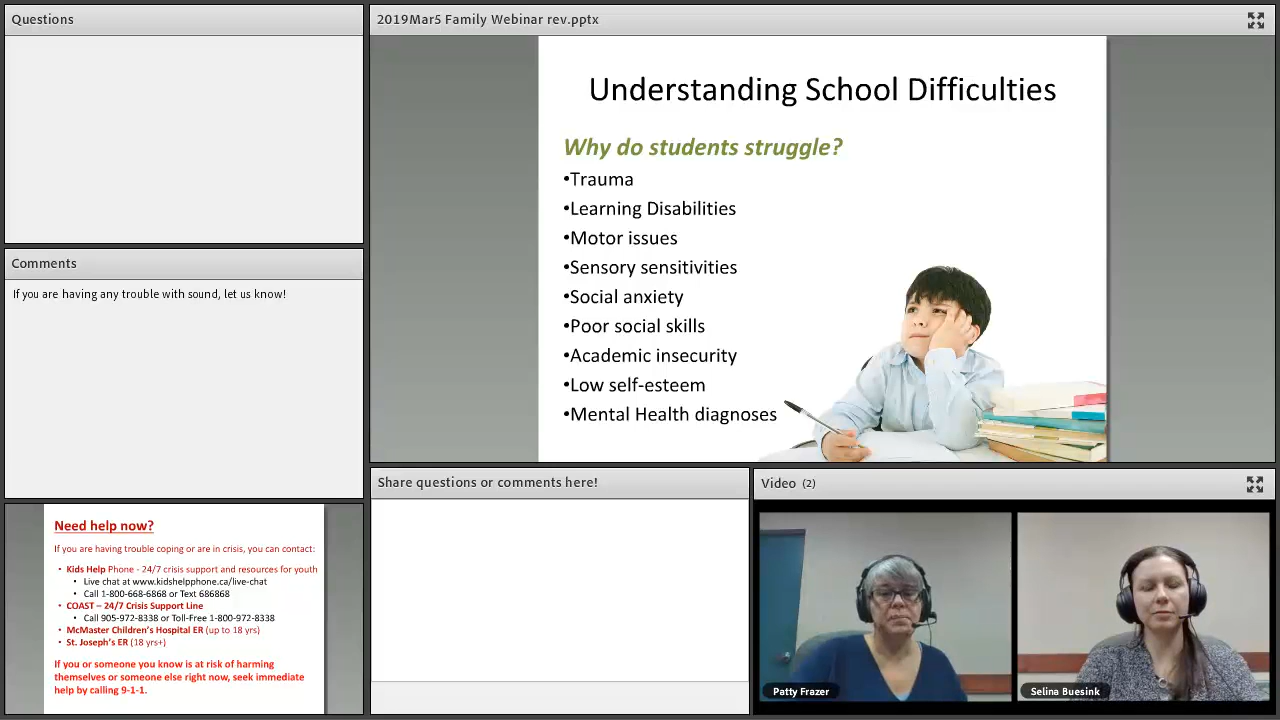 Questions
2019Mar5 Family Webinar rev.pptx
Understanding School Difficulties
Why do students struggle?
•Trauma
•Learning Disabilities
•Motor issues
•Sensory sensitivities
•Social anxiety
•Poor social skills
•Academic insecurity
•Low self-esteem
•Mental Health diagnoses
Comments
If you are having any trouble with sound, let us know!
Need help now?
If you are having trouble coping or are in crisis, you can contact:
• Kids Help Phone - 24/7 crisis support and resources for youth
• Live chat at www.kidshelpphone.ca/live-chat
• Call 1-800-668-6868 or Text 686868
• COAST – 24/7 Crisis Support Line
• Call 905-972-8338 or Toll-Free 1-800-972-8338
• McMaster Children's Hospital ER (up to 18 yrs)
• St. Joseph's ER (18 yrs+)
If you or someone you know is at risk of harming
themselves or someone else right now, seek immediate
help by calling 9-1-1.
Share questions or comments here!
Video (2)
Patty Frazer
Selina Buesink